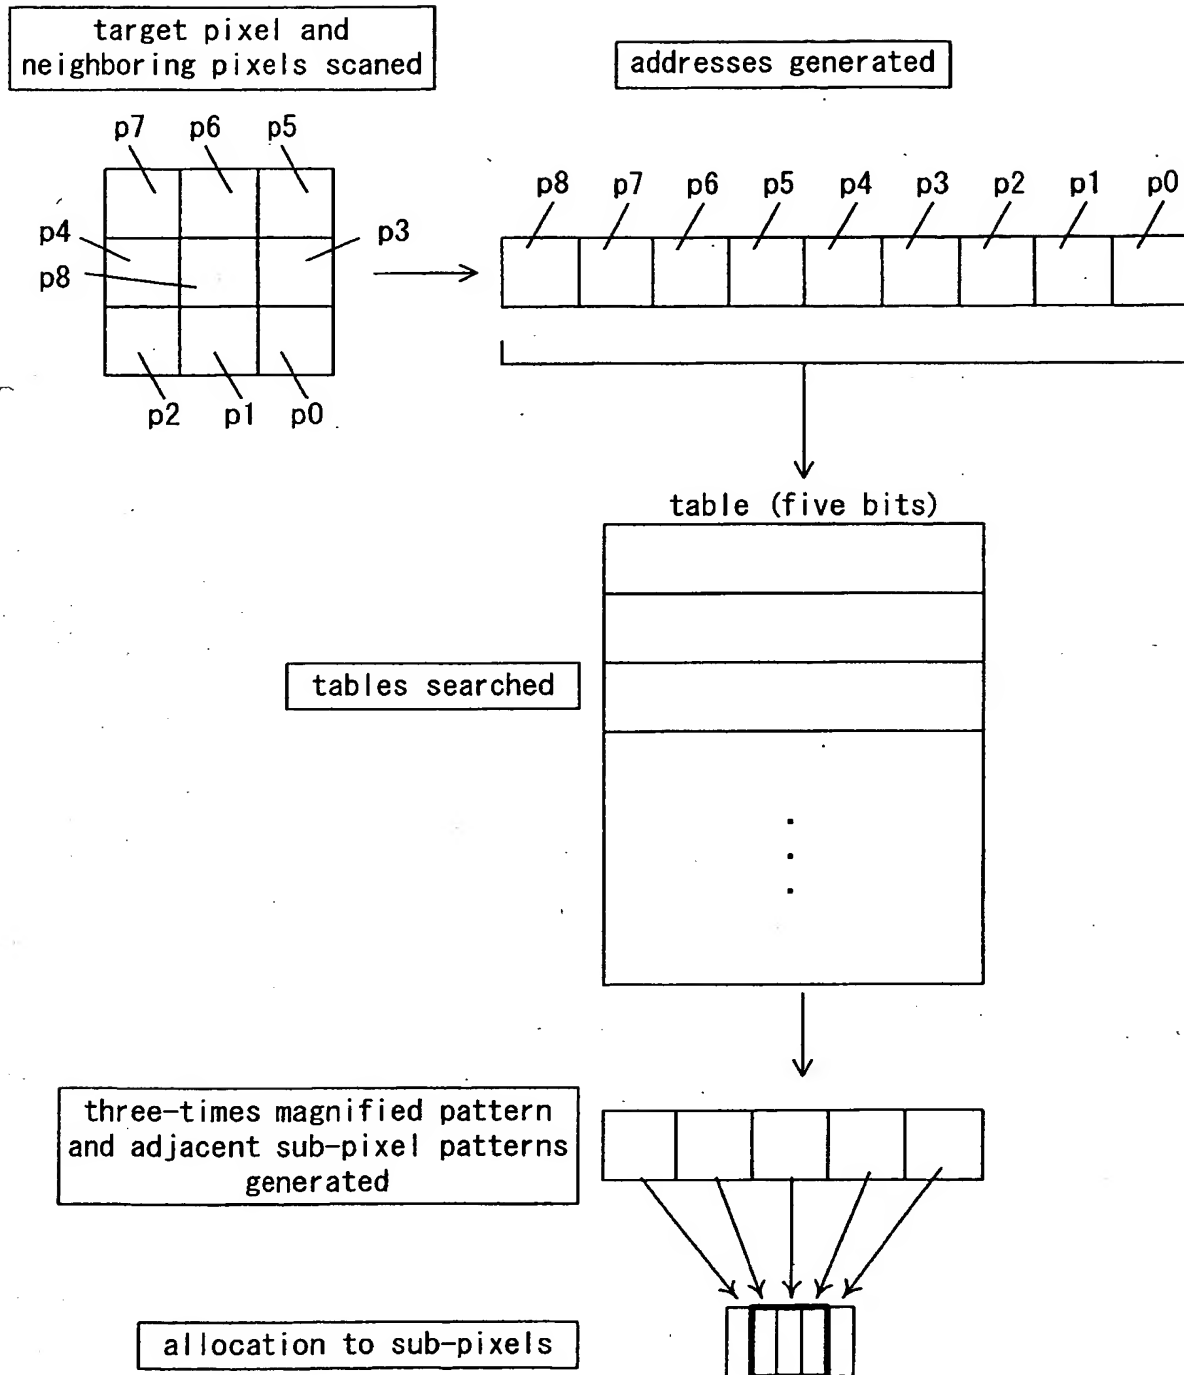 target pixel and
neighboring pixels scaned
addresses generated
p7 p6 p5
p8 p7 p6 p5 p4 p3 p2 p1 p0
p4
p3
p8
p2 p1 p0
table (five bits)
tables searched
three-times magnified pattern
and adjacent sub-pixel patterns
generated
allocation to sub-pixels